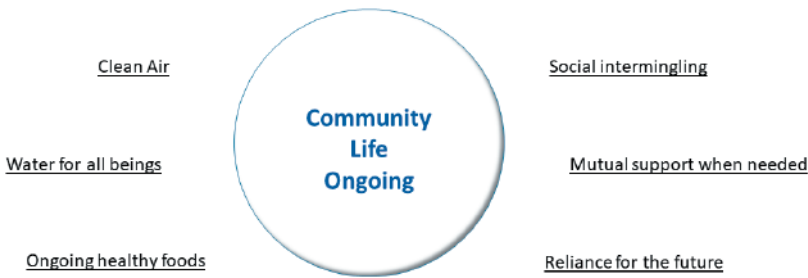 Clean Air
Social intermingling
Community
Life
Ongoing
Water for all beings
Mutual support when needed
Ongoing healthy foods
Reliance for the future